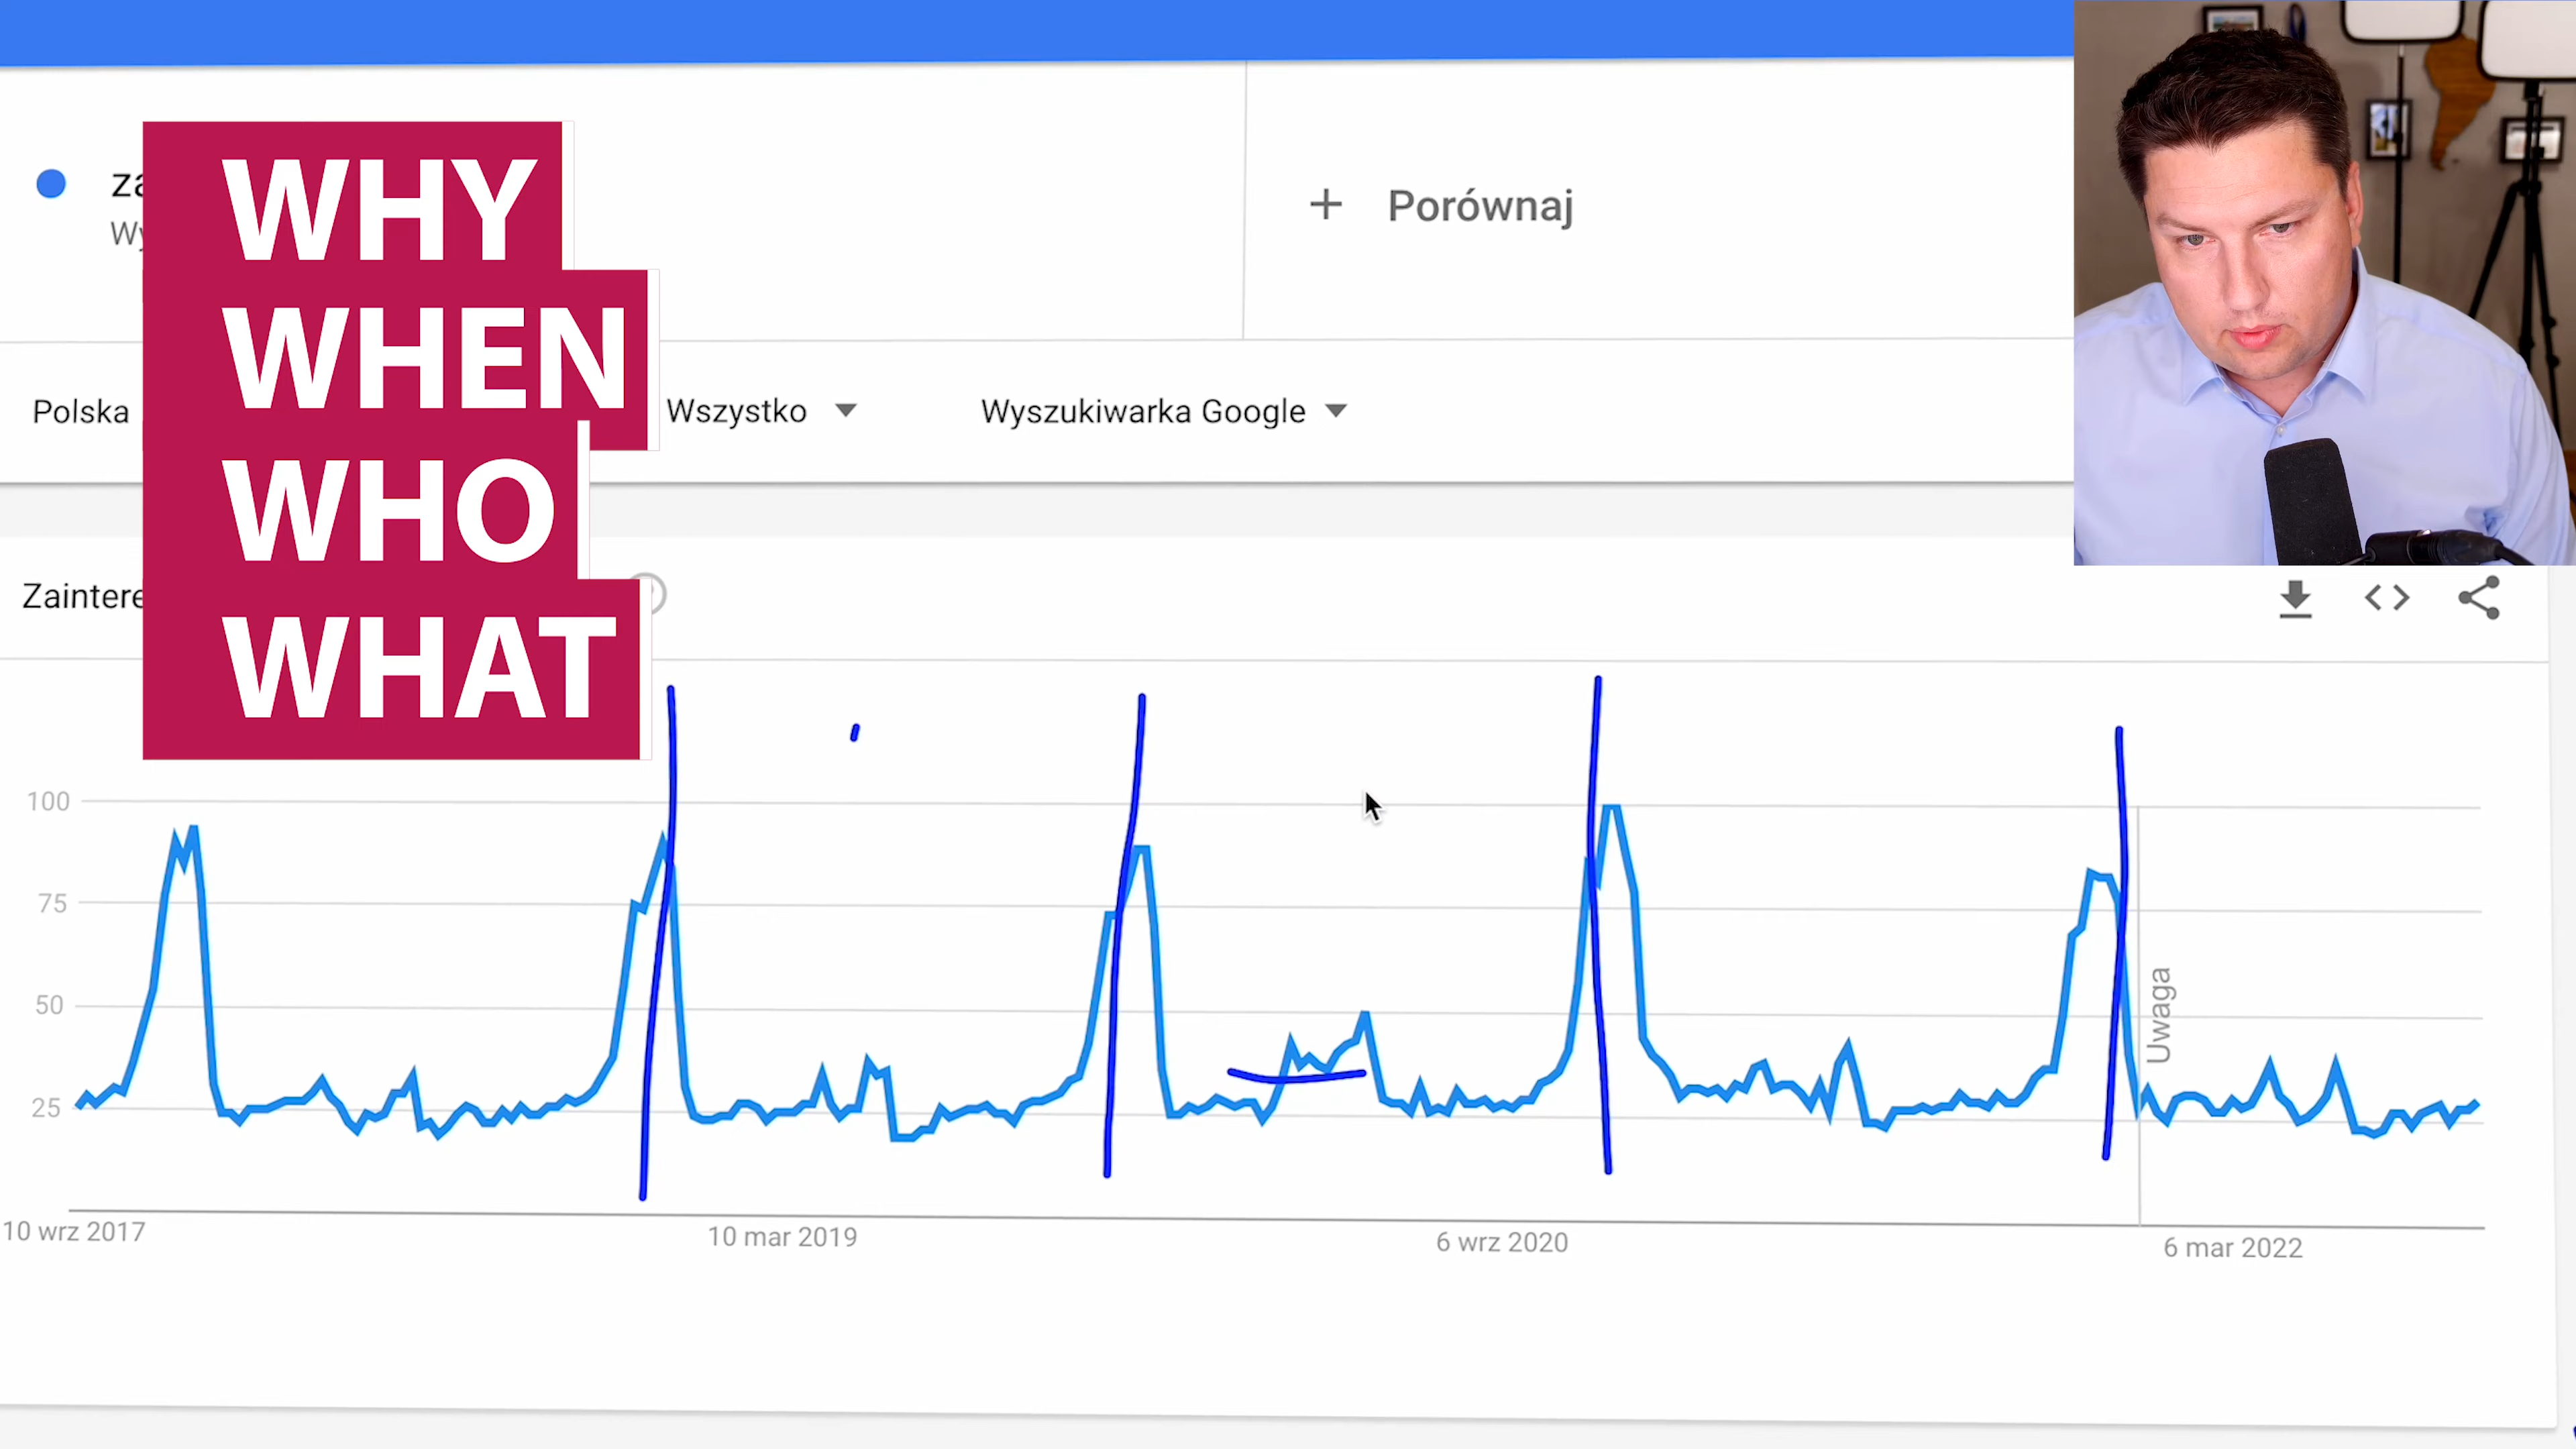 WHY
WHEN
WHO
WHAT
+ Porównaj
Polska
Wszystko
Wyszukiwarka Google
100
75
50
25
Uwaga
10 wrz 2017
10 mar 2019
6 wrz 2020
6 mar 2022